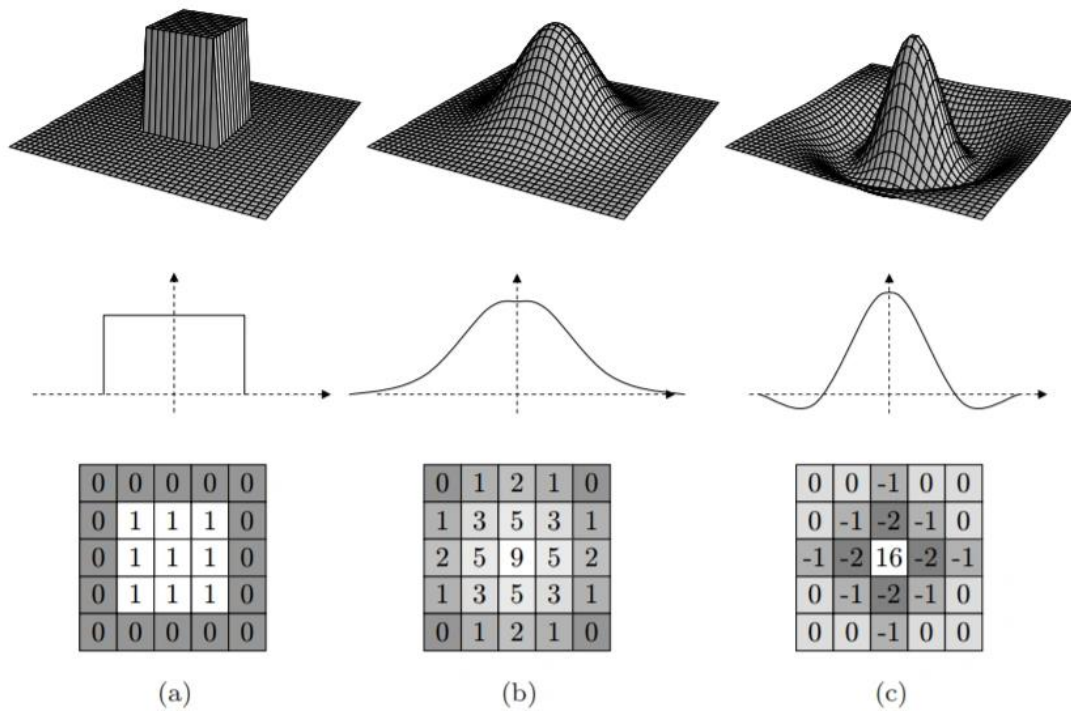 0 0 0 0 0
0 1 1 1 0
0 1 1 1 0
0 1 1 1 0
0 0 0 0 0
0 1 2 1 0
1 3 5 3 1
2 5 9 5 2
1 3 5 3 1
0 1 2 1 0
0 0 -1 0 0
0 -1 -2 -1 0
-1 -2 16 -2 -1
0 -1 -2 -1 0
0 0 -1 0 0
(a)
(b)
(c)